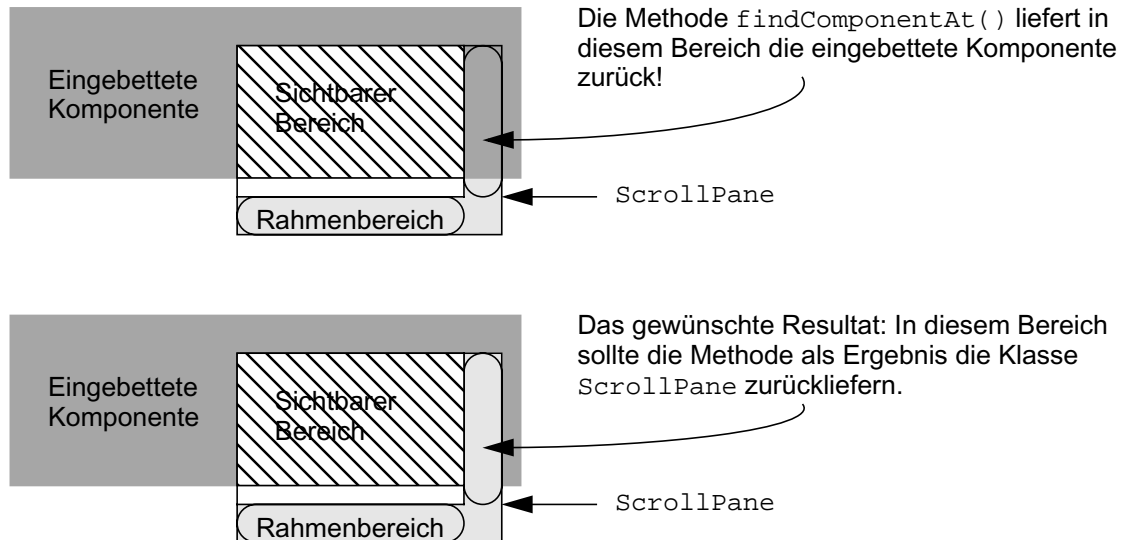 Die Methode findComponentAt() liefert in
diesem Bereich die eingebettete Komponente
zurück!
Eingebettete
Komponente
Sichtbarer
Bereich
ScrollPane
Rahmenbereich
Das gewünschte Resultat: In diesem Bereich
sollte die Methode als Ergebnis die Klasse
ScrollPane zurückliefern.
Eingebettete
Komponente
Sichtbarer
Bereich
ScrollPane
Rahmenbereich